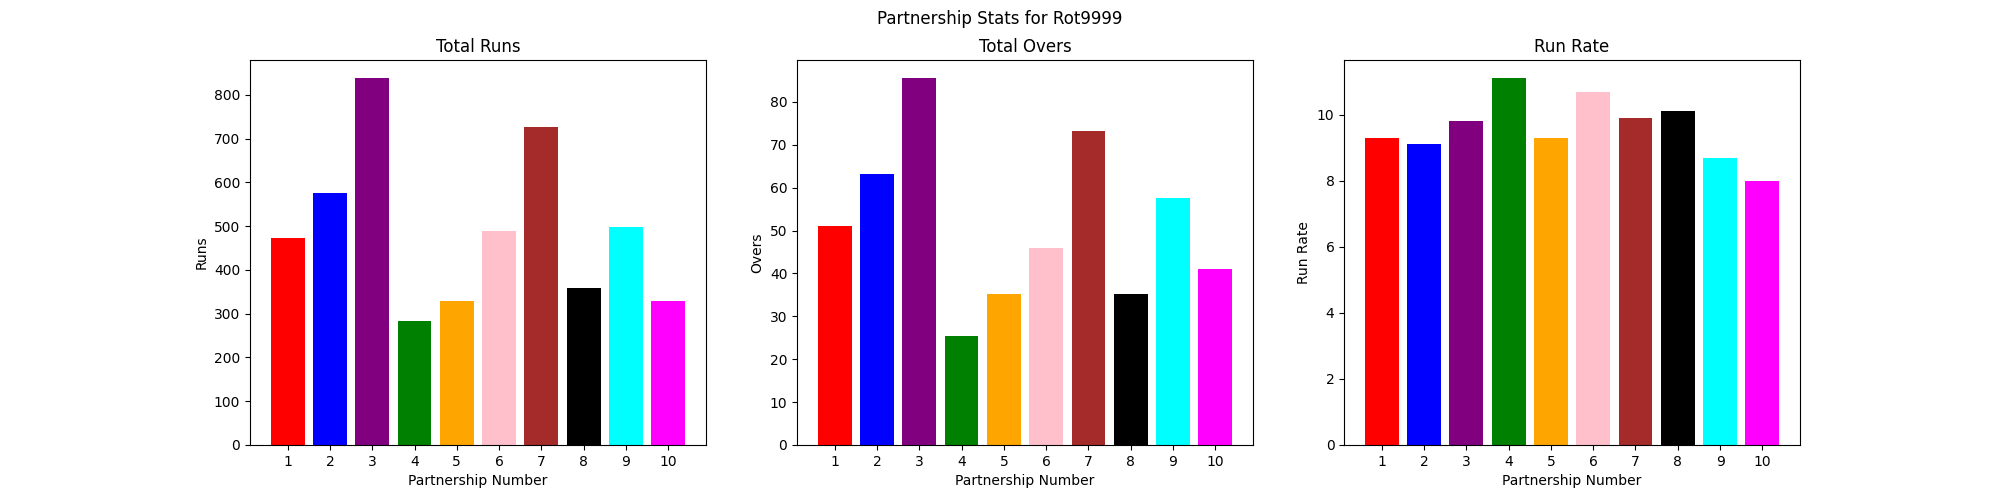 Partnership Stats for Rot9999
Total Runs
Runs
800
700
600
500
400
300
200
100
0
1 2 3 4 5 6 7 8 9 10
Partnership Number
Total Overs
Overs
80
70
60
50
40
30
20
10
0
1 2 3 4 5 6 7 8 9 10
Partnership Number
Run Rate
Run Rate
10
8
6
4
2
0
1 2 3 4 5 6 7 8 9 10
Partnership Number